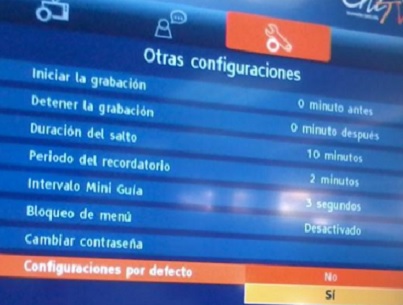 Otras configuraciones
Iniciar la grabación 0 minuto antes
Detener la grabación 0 minuto después
Duración del salto 10 minutos
Periodo del recordatorio 2 minutos
Intervalo Mini Guía 3 segundos
Bloqueo de menú Desactivado
Cambiar contraseña
Configuraciones por defecto No
Sí